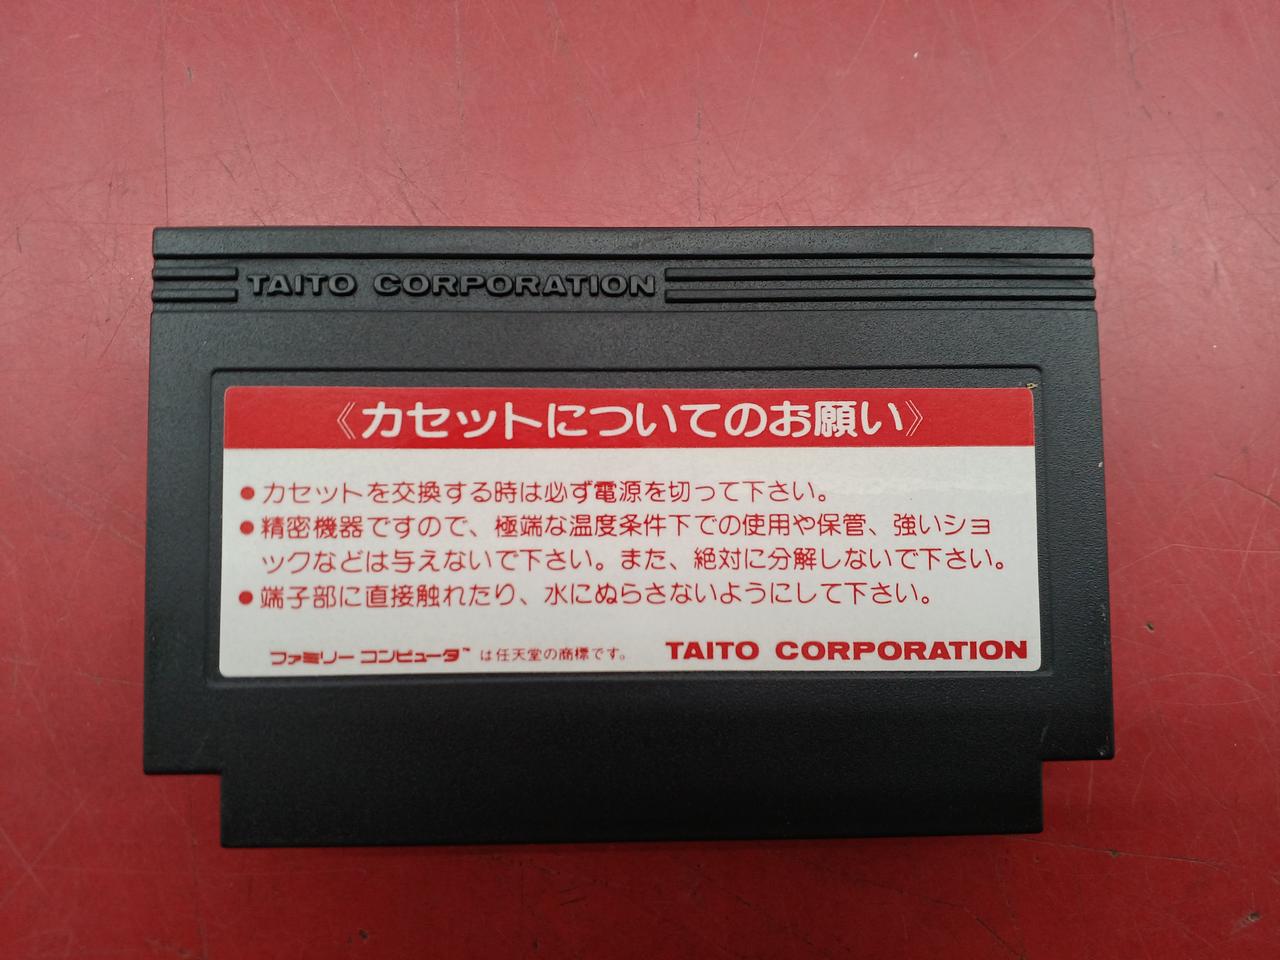 TAITO CORPORATION
《カセットについてのお願い》
●カセットを交換する時は必ず電源を切って下さい。
●精密機器ですので、極端な温度条件下での使用や保管、強いショ
ックなどは与えないで下さい。また、絶対に分解しないで下さい。
●端子部に直接触れたり、水にぬらさないようにして下さい。
ファミリー コンピュータ™ は任天堂の商標です。 TAITO CORPORATION